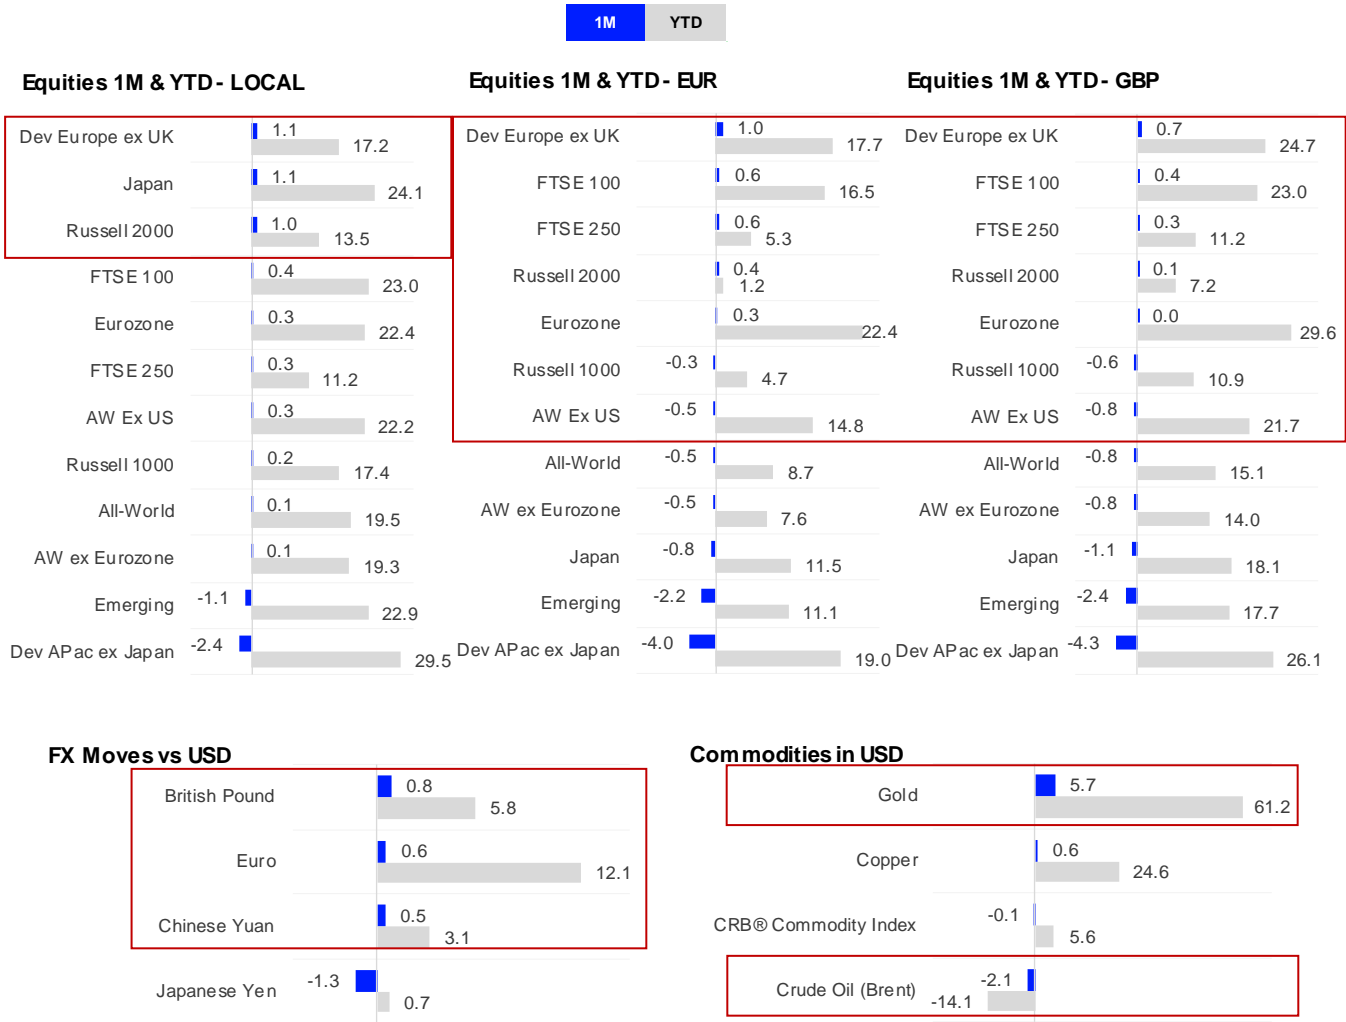 1M YTD
Equities 1M & YTD - LOCAL
Dev Europe ex UK 1.1 17.2
Japan 1.1 24.1
Russell 2000 1.0 13.5
FTSE 100 0.4 23.0
Eurozone 0.3 22.4
FTSE 250 0.3 11.2
AW Ex US 0.3 22.2
Russell 1000 0.2 17.4
All-World 0.1 19.5
AW ex Eurozone 0.1 19.3
Emerging -1.1 22.9
Dev APac ex Japan -2.4 29.5
Equities 1M & YTD - EUR
Dev Europe ex UK 1.0 17.7
FTSE 100 0.6 16.5
FTSE 250 0.6 5.3
Russell 2000 0.4 1.2
Eurozone 0.3 22.4
Russell 1000 -0.3 4.7
AW Ex US -0.5 14.8
All-World -0.5 8.7
AW ex Eurozone -0.5 7.6
Japan -0.8 11.5
Emerging -2.2 11.1
Dev APac ex Japan -4.0 19.0
Equities 1M & YTD - GBP
Dev Europe ex UK 0.7 24.7
FTSE 100 0.4 23.0
FTSE 250 0.3 11.2
Russell 2000 0.1 7.2
Eurozone 0.0 29.6
Russell 1000 -0.6 10.9
AW Ex US -0.8 21.7
All-World -0.8 15.1
AW ex Eurozone -0.8 14.0
Japan -1.1 18.1
Emerging -2.4 17.7
Dev APac ex Japan -4.3 26.1
FX Moves vs USD
British Pound 0.8 5.8
Euro 0.6 12.1
Chinese Yuan 0.5 3.1
Japanese Yen -1.3 0.7
Commodities in USD
Gold 5.7 61.2
Copper 0.6 24.6
CRB® Commodity Index -0.1 5.6
Crude Oil (Brent) -2.1 -14.1